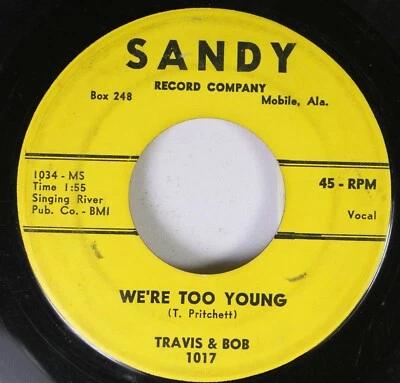 SANDY
RECORD COMPANY
Box 248
Mobile, Ala.
1034 - MS
Time 1:55
Singing River
Pub. Co. - BMI
45 - RPM
Vocal
WE'RE TOO YOUNG
(T. Pritchett)
TRAVIS & BOB
1017